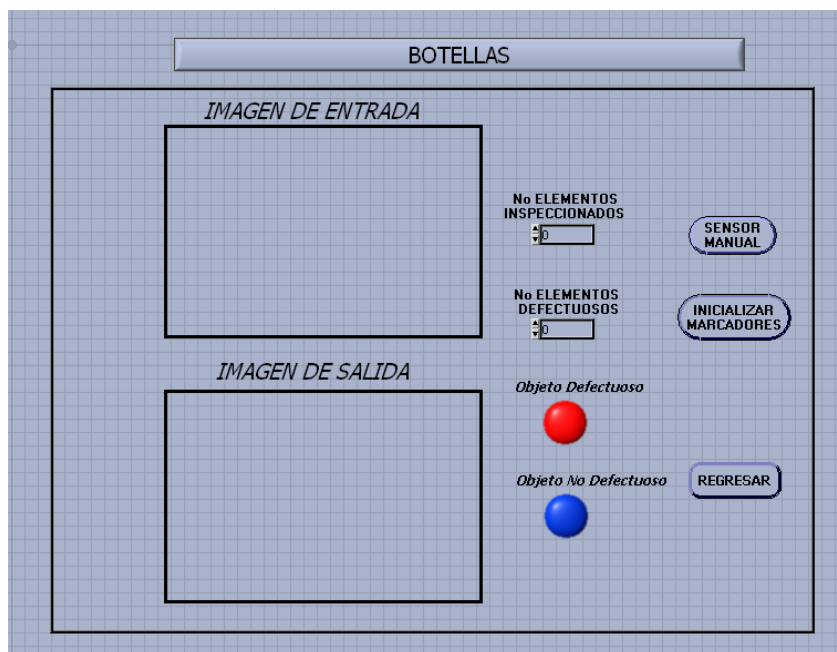 BOTELLAS
IMAGEN DE ENTRADA
No ELEMENTOS
INSPECCIONADOS
0
SENSOR
MANUAL
No ELEMENTOS
DEFECTUOSOS
0
INICIALIZAR
MARCADORES
IMAGEN DE SALIDA
Objeto Defectuoso
Objeto No Defectuoso
REGRESAR